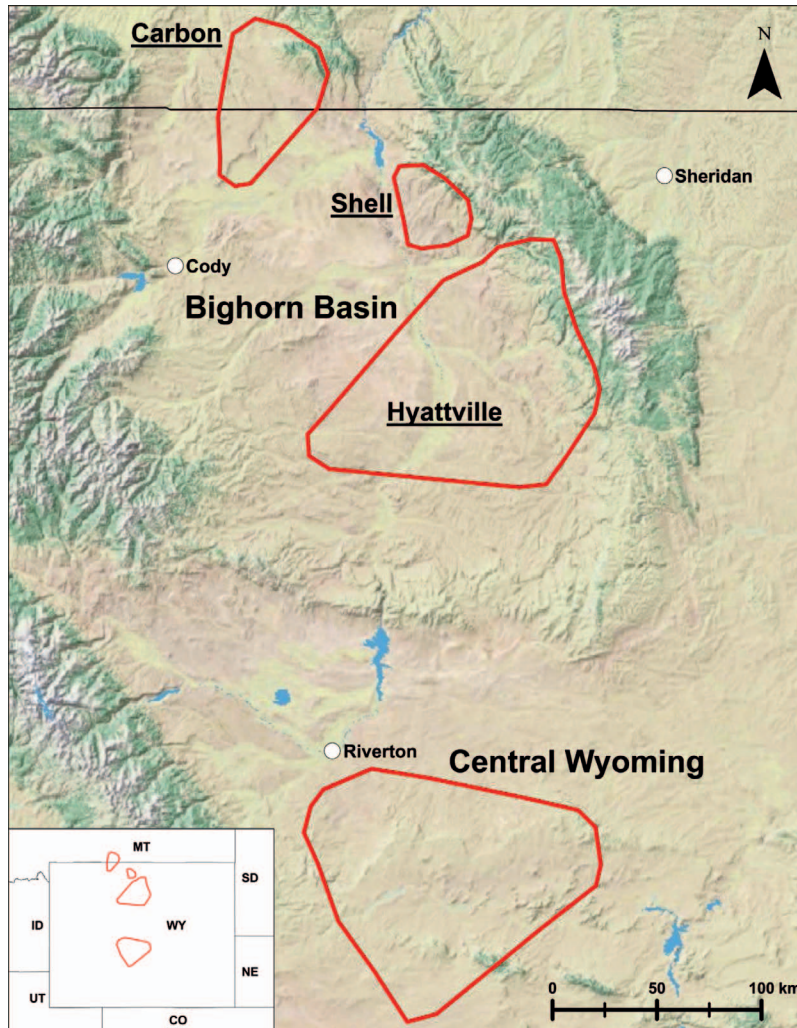 Carbon
N
Sheridan
Shell
Cody
Bighorn Basin
Hyattville
Riverton
Central Wyoming
MT
SD
ID
WY
NE
UT
CO
0 50 100 km